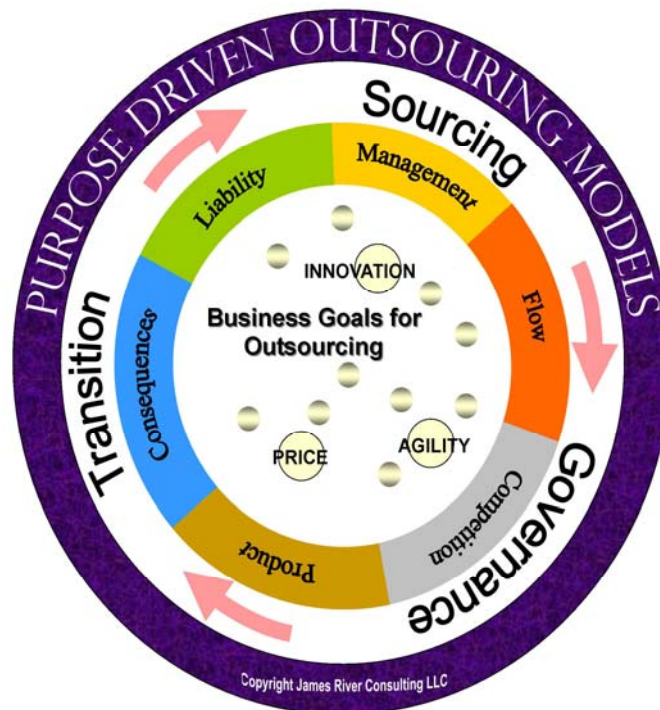 PURPOSE DRIVEN OUTSOURING MODELS
Sourcing
Management
Liability
Flow
INNOVATION
Business Goals for
Outsourcing
Transition
Consequences
Governance
Competition
AGILITY
PRICE
Product
Copyright James River Consulting LLC